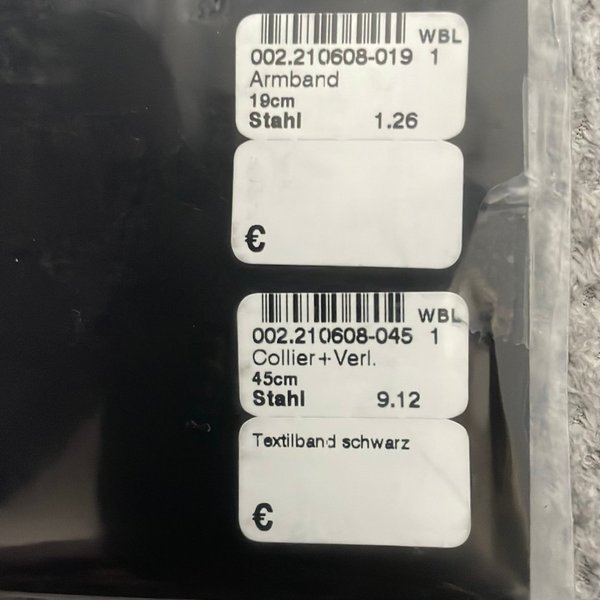 WBL
002.210608-019 1
Armband
19cm
Stahl 1.26
€
WBL
002.210608-045 1
Collier+Verl.
45cm
Stahl 9.12
Textilband schwarz
€